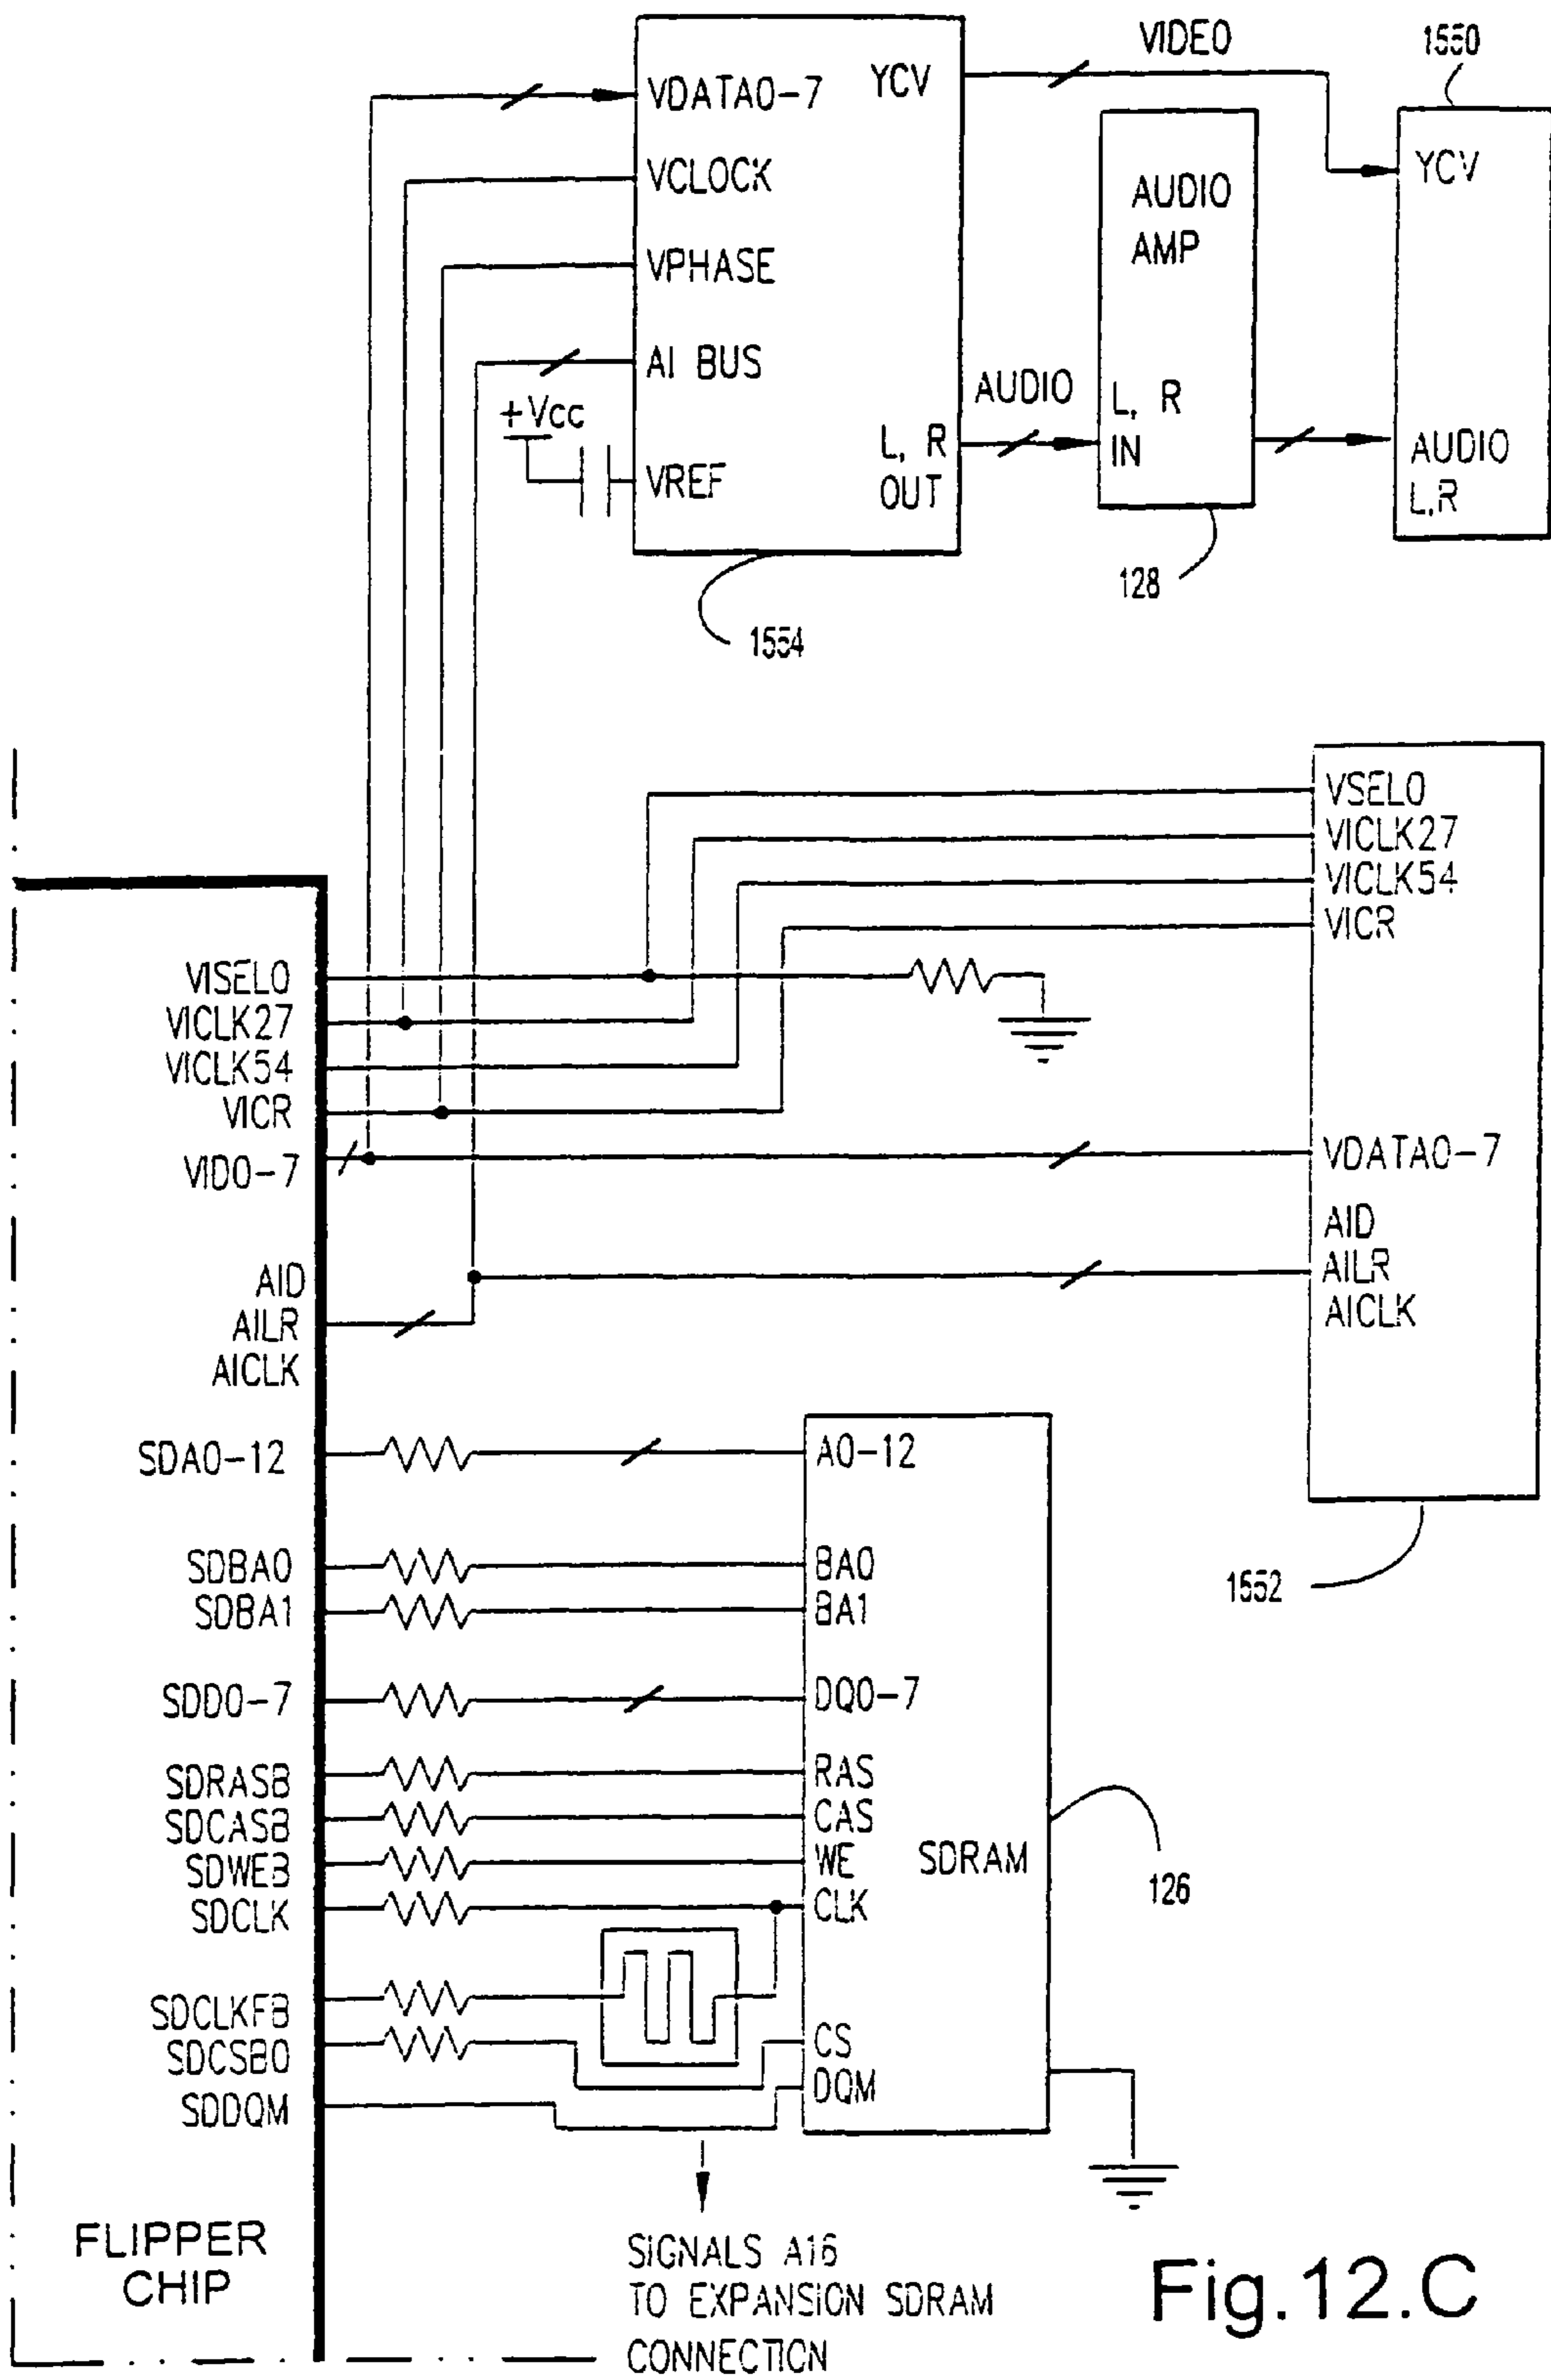 VIDEO
1550
VDATA0-7
YCV
VCLOCK
VPHASE
AI BUS
+Vcc
VREF
L, R
OUT
AUDIO
AUDIO
AMP
L, R
IN
YCV
AUDIO
L,R
128
1554
VSEL0
VICLK27
VICLK54
VICR
VDATA0-7
AID
AILR
AICLK
1552
VISEL0
VICLK27
VICLK54
VICR
VID0-7
AID
AILR
AICLK
SDA0-12
SDBA0
SDBA1
SDD0-7
SDRASB
SDCASB
SDWEB
SDCLK
SDCLKFB
SDCSB0
SDDQM
A0-12
BA0
BA1
DQ0-7
RAS
CAS
WE
CLK
CS
DQM
SDRAM
126
FLIPPER
CHIP
SIGNALS A16
TO EXPANSION SDRAM
CONNECTION
Fig.12.C